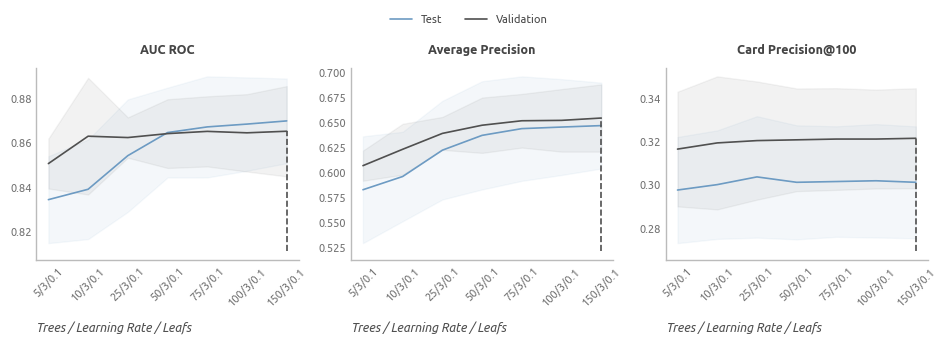 Test Validation
AUC ROC
0.88
0.86
0.84
0.82
5/3/0.1 10/3/0.1 25/3/0.1 50/3/0.1 75/3/0.1 100/3/0.1 150/3/0.1
Trees / Learning Rate / Leafs
Average Precision
0.700
0.675
0.650
0.625
0.600
0.575
0.550
0.525
5/3/0.1 10/3/0.1 25/3/0.1 50/3/0.1 75/3/0.1 100/3/0.1 150/3/0.1
Trees / Learning Rate / Leafs
Card Precision@100
0.34
0.32
0.30
0.28
5/3/0.1 10/3/0.1 25/3/0.1 50/3/0.1 75/3/0.1 100/3/0.1 150/3/0.1
Trees / Learning Rate / Leafs